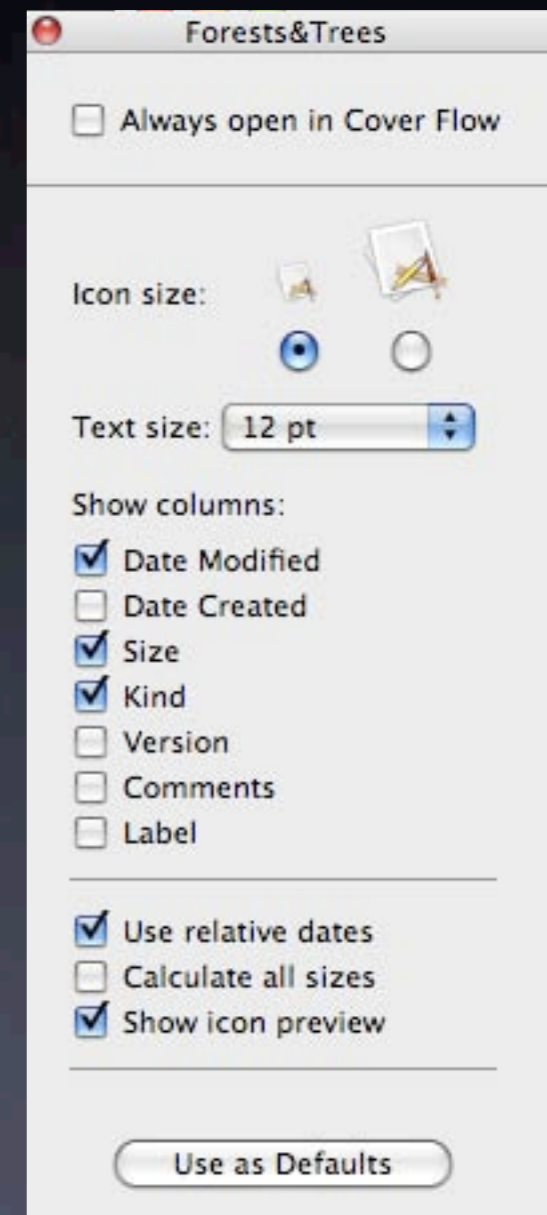 Forests&Trees
Always open in Cover Flow
Icon size:
Text size: 12 pt
Show columns:
Date Modified
Date Created
Size
Kind
Version
Comments
Label
Use relative dates
Calculate all sizes
Show icon preview
Use as Defaults